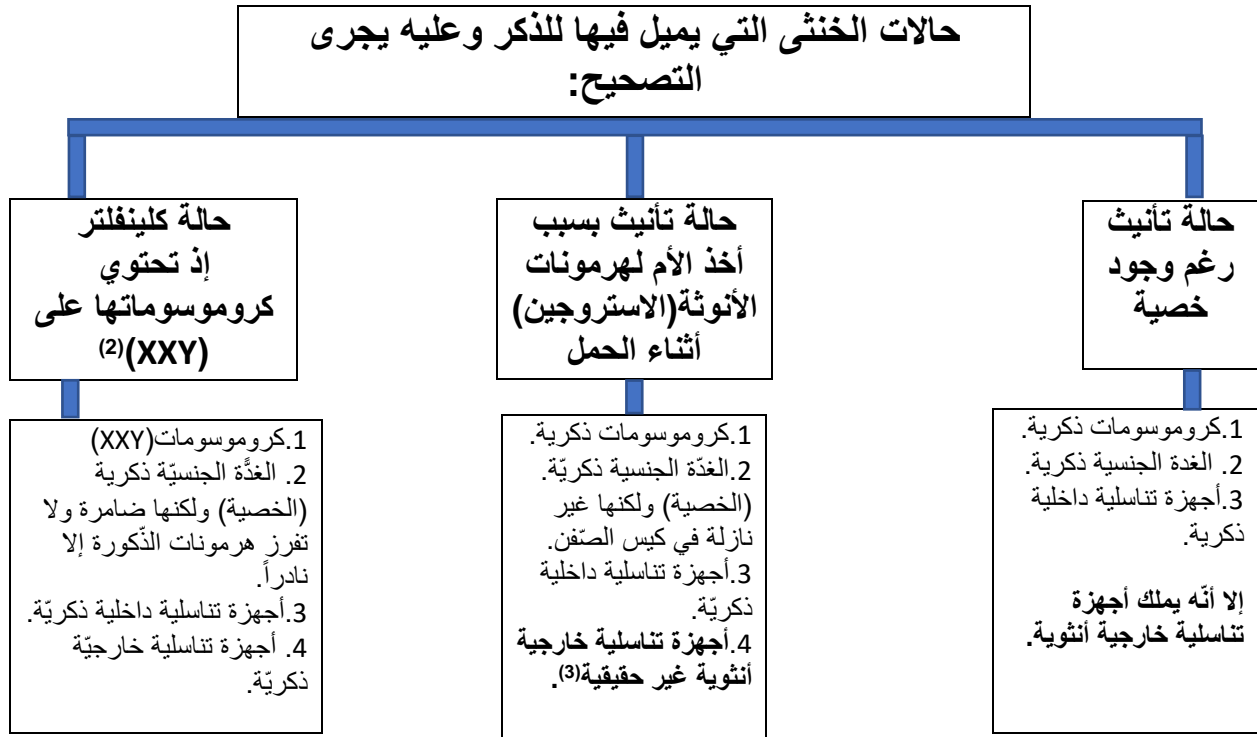 حالات الخنثى التي يميل فيها للذكر وعليه يجرى
التصحيح:
حالة تأنيث
رغم وجود
خصية
1.كروموسومات ذكرية.
2. الغدة الجنسية ذكرية.
3.أجهزة تناسلية داخلية
ذكرية.
إلا أنّه يملك أجهزة
تناسلية خارجية أنثوية.
حالة تأنيث بسبب
أخذ الأم لهرمونات
الأنوثة(الاستروجين)
أثناء الحمل
1.كروموسومات ذكرية.
2.الغدّة الجنسية ذكريّة.
(الخصية) ولكنها غير
نازلة في كيس الصّفن.
3.أجهزة تناسلية داخلية
ذكريّة.
4.أجهزة تناسلية خارجية
أنثوية غير حقيقية(3).
حالة كلينفلتر
إذ تحتوي
كروموسوماتها على
(XXY)(2)
1.كروموسومات(XXY)
2. الغدًّة الجنسيّة ذكرية
(الخصية) ولكنها ضامرة ولا
تفرز هرمونات الذّكورة إلا
نادراً.
3.أجهزة تناسلية داخلية ذكريّة.
4. أجهزة تناسلية خارجيّة
ذكريّة.